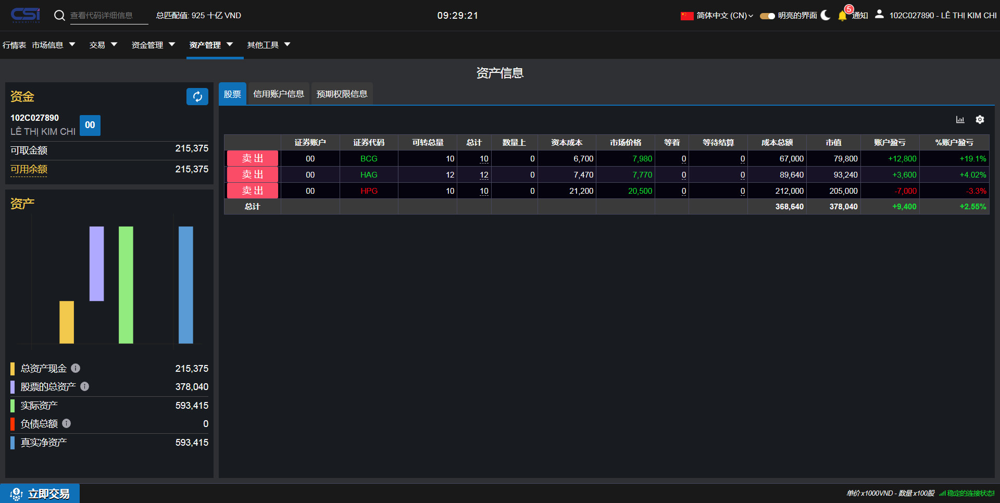 CSI 查看代码详细信息 总匹配值: 925 十亿 VND 09:29:21 简体中文 (CN) 明亮的界面 5 通知 102C027890 - LÊ THỊ KIM CHI
SECURITIES
行情表 市场信息 交易 资金管理 资产管理 其他工具
资产信息
资金
102C027890
LÊ THỊ KIM CHI
00
可取金额 215,375
可用余额 215,375
资产
总资产现金 215,375
股票的总资产 378,040
实际资产 593,415
负债总额 0
真实净资产 593,415
股票 信用账户信息 预期权限信息
证券账户 证券代码 可转总量 总计 数量上 资本成本 市场价格 等着 等待结算 成本总额 市值 账户盈亏 %账户盈亏
卖出 00 BCG 10 10 0 6,700 7,980 0 0 67,000 79,800 +12,800 +19.1%
卖出 00 HAG 12 12 0 7,470 7,770 0 0 89,640 93,240 +3,600 +4.02%
卖出 00 HPG 10 10 0 21,200 20,500 0 0 212,000 205,000 -7,000 -3.3%
总计 368,640 378,040 +9,400 +2.55%
立即交易 单价 x1000VND - 数量 x100股 稳定的连接状态!